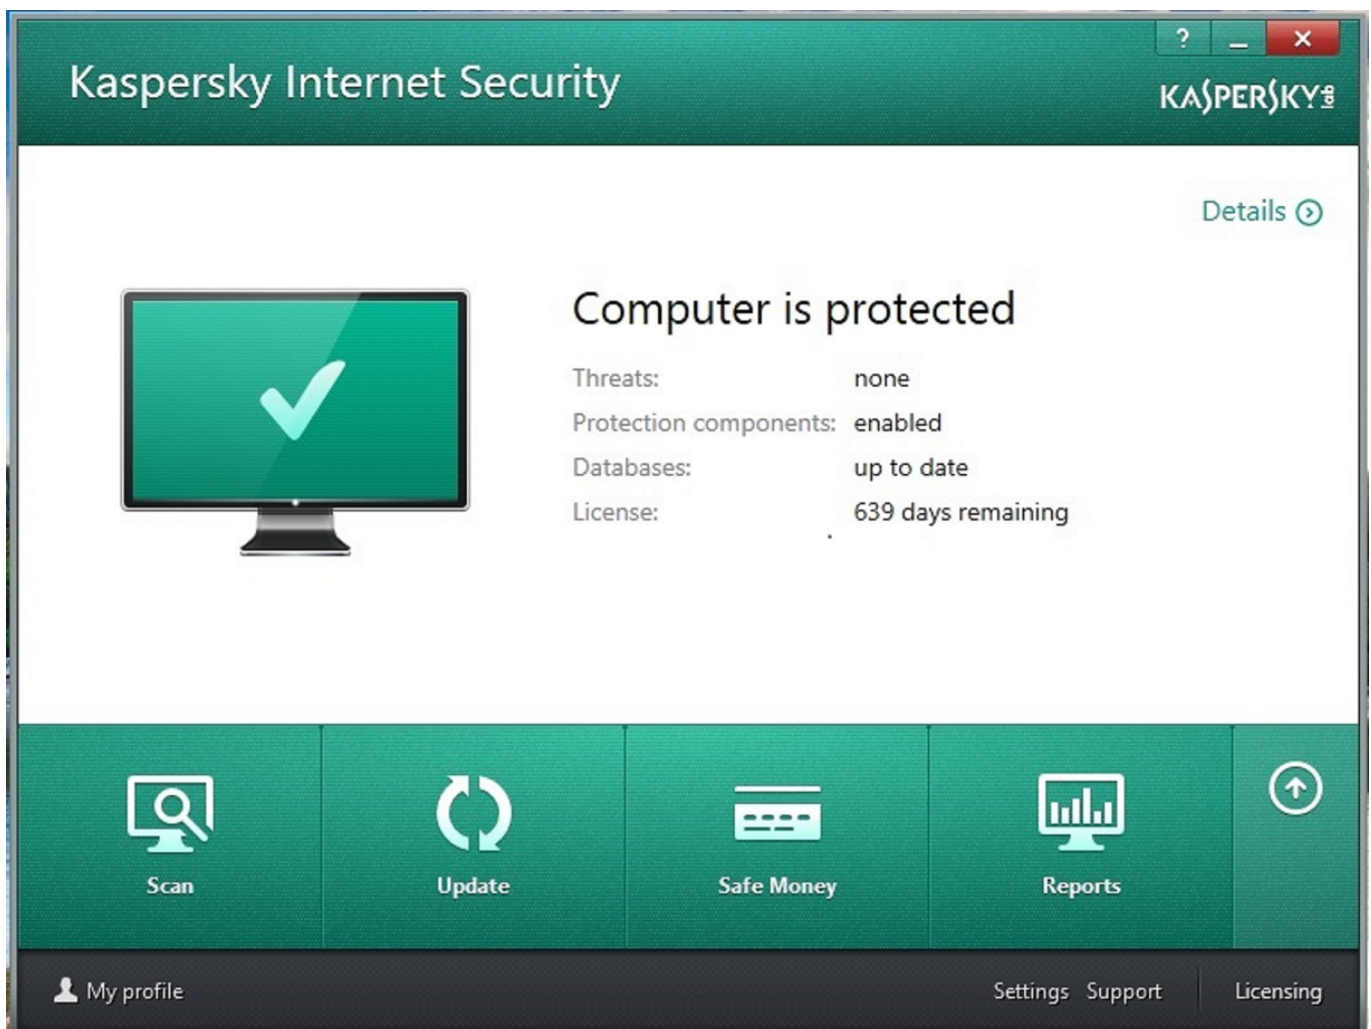 Kaspersky Internet Security
? _ x
KASPERSKY lab
Details
Computer is protected
Threats: none
Protection components: enabled
Databases: up to date
License: 639 days remaining
Scan
Update
Safe Money
Reports
My profile
Settings Support Licensing